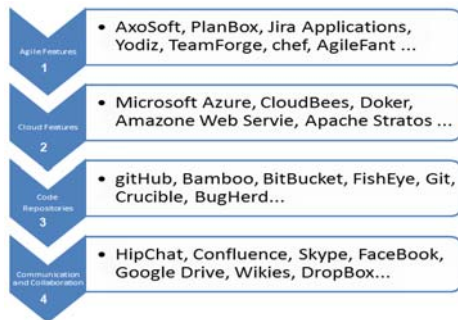 • AxoSoft, PlanBox, Jira Applications,
Yodiz, TeamForge, chef, AgileFant ...
Agile Features
1
• Microsoft Azure, CloudBees, Doker,
Amazone Web Servie, Apache Stratos ...
Cloud Features
2
• gitHub, Bamboo, BitBucket, FishEye, Git,
Crucible, BugHerd...
Code
Repositories
3
• HipChat, Confluence, Skype, FaceBook,
Google Drive, Wikies, DropBox...
Communication
and Collaboration
4